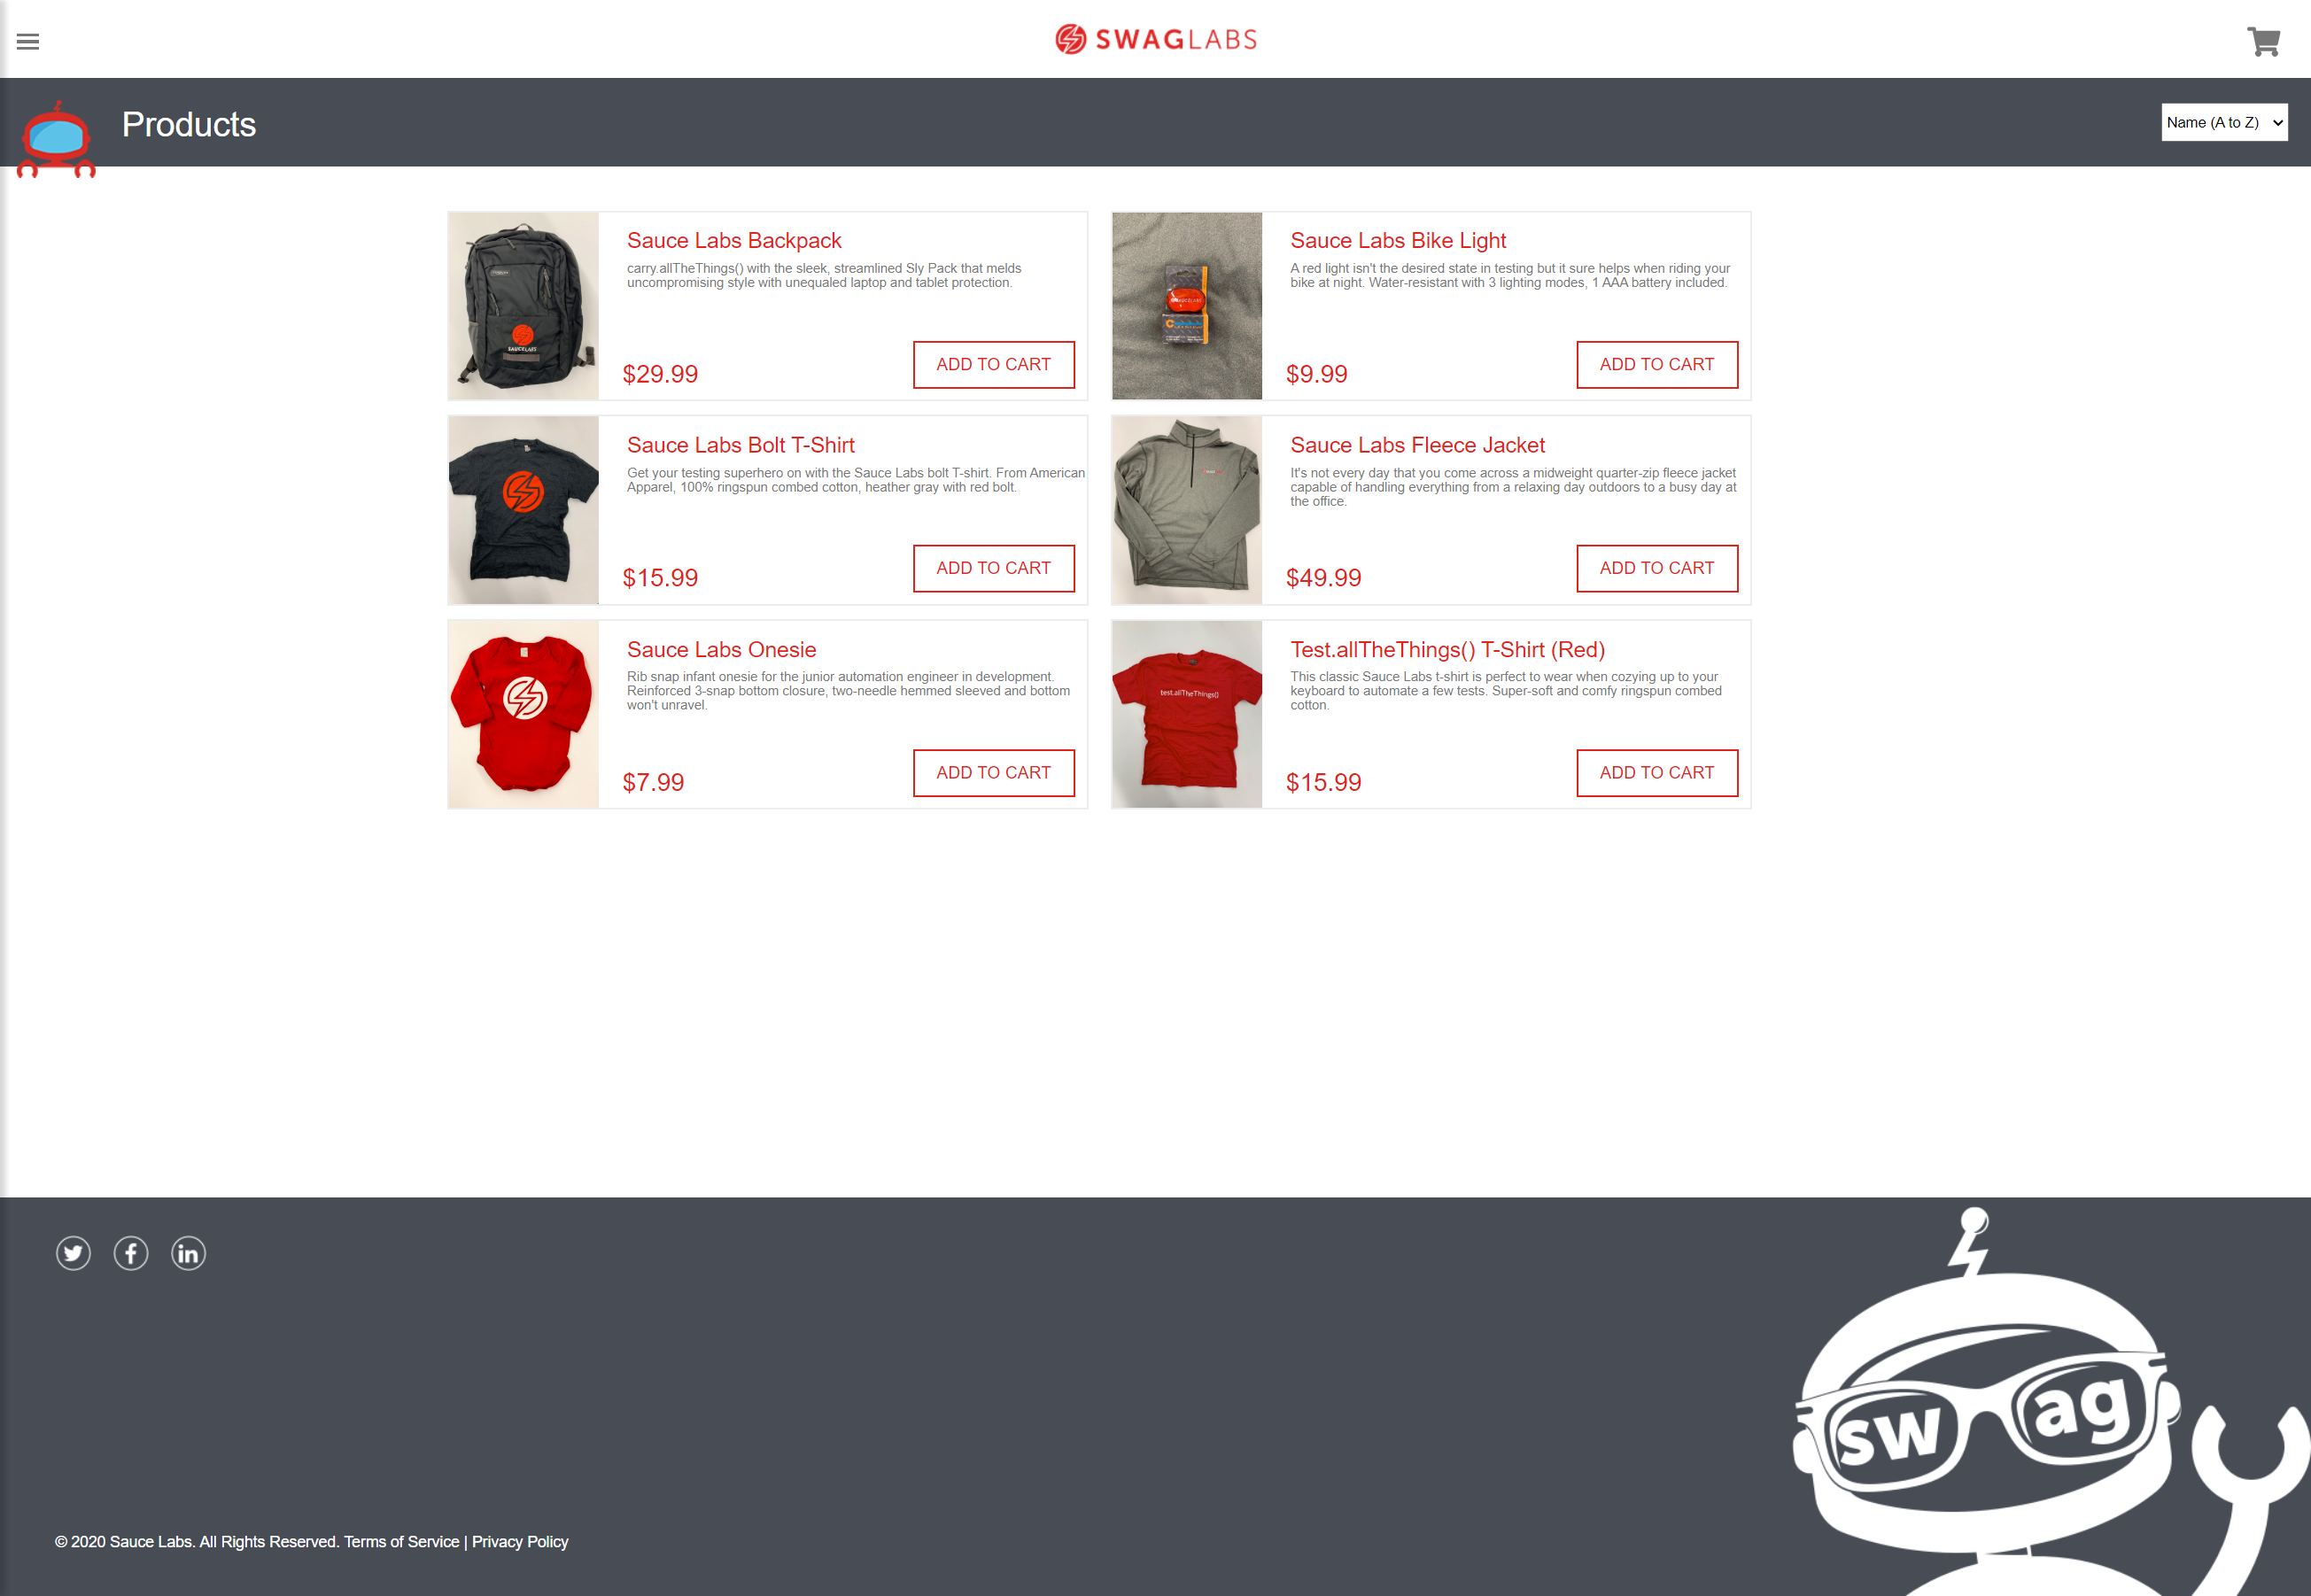 SWAGLABS
Products
Name (A to Z)
Sauce Labs Backpack
carry.allTheThings() with the sleek, streamlined Sly Pack that melds
uncompromising style with unequaled laptop and tablet protection.
$29.99
ADD TO CART
SAUCELABS
Sauce Labs Bike Light
A red light isn't the desired state in testing but it sure helps when riding your
bike at night. Water-resistant with 3 lighting modes, 1 AAA battery included.
$9.99
ADD TO CART
Sauce Labs Bolt T-Shirt
Get your testing superhero on with the Sauce Labs bolt T-shirt. From American
Apparel, 100% ringspun combed cotton, heather gray with red bolt.
$15.99
ADD TO CART
Sauce Labs Fleece Jacket
It's not every day that you come across a midweight quarter-zip fleece jacket
capable of handling everything from a relaxing day outdoors to a busy day at
the office.
$49.99
ADD TO CART
Sauce Labs Onesie
Rib snap infant onesie for the junior automation engineer in development.
Reinforced 3-snap bottom closure, two-needle hemmed sleeved and bottom
won't unravel.
$7.99
ADD TO CART
test.allTheThings()
Test.allTheThings() T-Shirt (Red)
This classic Sauce Labs t-shirt is perfect to wear when cozying up to your
keyboard to automate a few tests. Super-soft and comfy ringspun combed
cotton.
$15.99
ADD TO CART
f
in
sw ag
© 2020 Sauce Labs. All Rights Reserved. Terms of Service | Privacy Policy